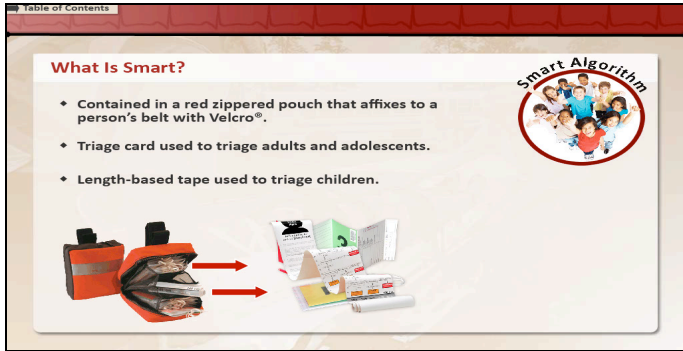 Table of Contents
What Is Smart?
Smart Algorithm
◆ Contained in a red zippered pouch that affixes to a
person's belt with Velcro®.
◆ Triage card used to triage adults and adolescents.
◆ Length-based tape used to triage children.